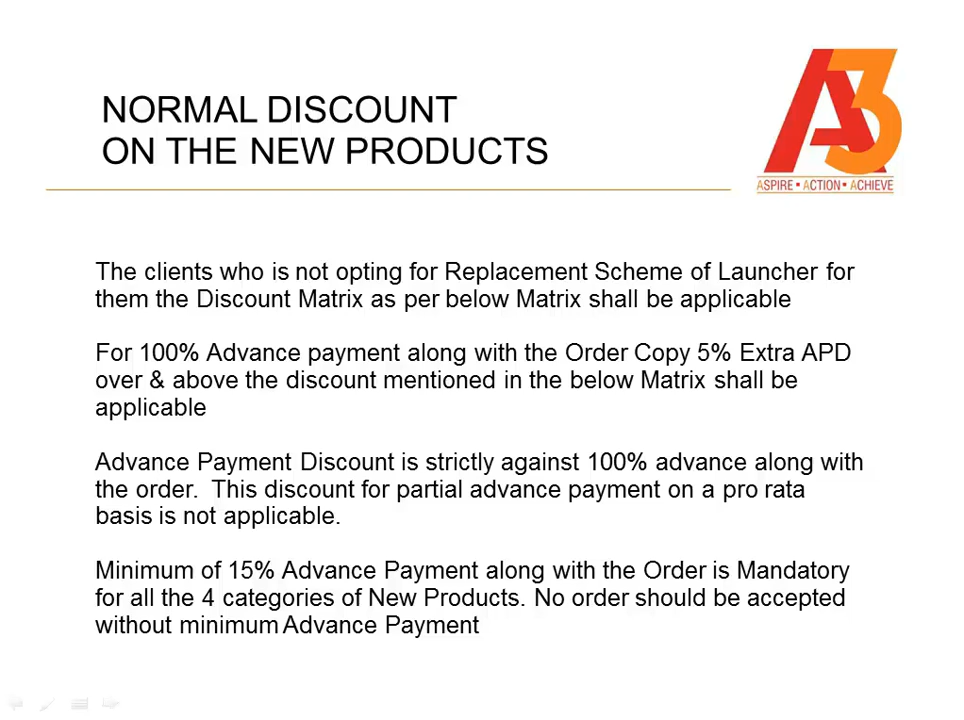 NORMAL DISCOUNT
ON THE NEW PRODUCTS
A3
ASPIRE • ACTION • ACHIEVE
The clients who is not opting for Replacement Scheme of Launcher for
them the Discount Matrix as per below Matrix shall be applicable
For 100% Advance payment along with the Order Copy 5% Extra APD
over & above the discount mentioned in the below Matrix shall be
applicable
Advance Payment Discount is strictly against 100% advance along with
the order.  This discount for partial advance payment on a pro rata
basis is not applicable.
Minimum of 15% Advance Payment along with the Order is Mandatory
for all the 4 categories of New Products. No order should be accepted
without minimum Advance Payment